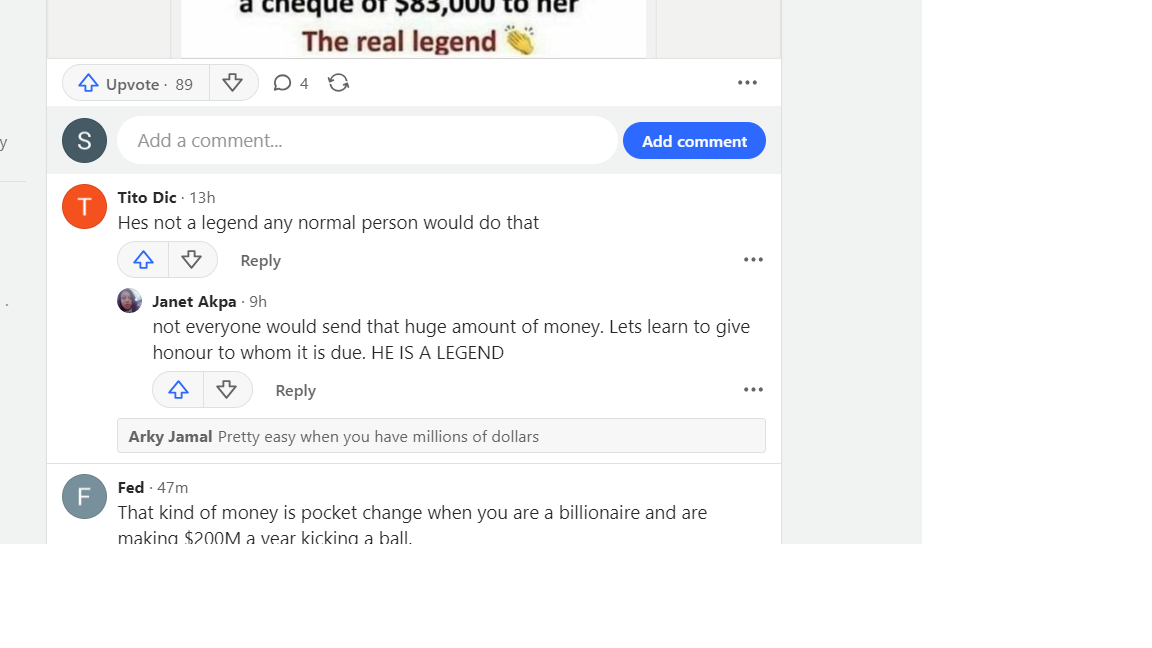 a cheque of $83,000 to her
The real legend 👏
Upvote · 89
4
S
Add a comment...
Add comment
y
T
Tito Dic · 13h
Hes not a legend any normal person would do that
Reply
.
Janet Akpa · 9h
not everyone would send that huge amount of money. Lets learn to give
honour to whom it is due. HE IS A LEGEND
Reply
Arky Jamal Pretty easy when you have millions of dollars
F
Fed · 47m
That kind of money is pocket change when you are a billionaire and are
making $200M a year kicking a ball.